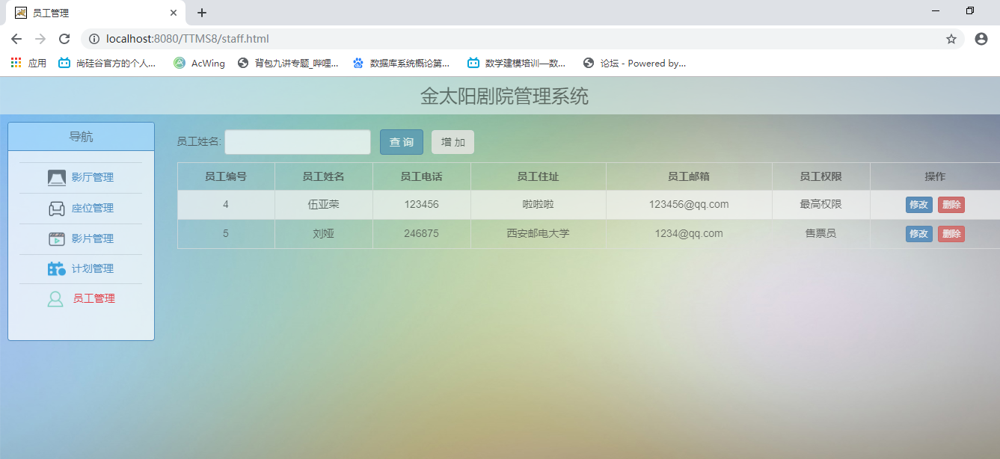 员工管理
localhost:8080/TTMS8/staff.html
应用 尚硅谷官方的个人... AcWing 背包九讲专题_哔哩... 数据库系统概论第... 数学建模培训—数... 论坛 - Powered by...
金太阳剧院管理系统
导航
影厅管理
座位管理
影片管理
计划管理
员工管理
员工姓名: 查 询 增 加
员工编号 员工姓名 员工电话 员工住址 员工邮箱 员工权限 操作
4 伍亚荣 123456 啦啦啦 123456@qq.com 最高权限 修改 删除
5 刘娅 246875 西安邮电大学 1234@qq.com 售票员 修改 删除